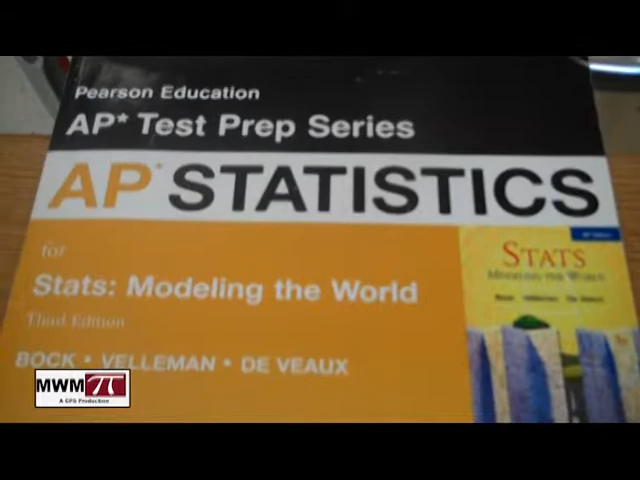 Pearson Education
AP* Test Prep Series
AP* STATISTICS
for
Stats: Modeling the World
Third Edition
BOCK • VELLEMAN • DE VEAUX
STATS
MODELING THE WORLD
MWM π
A GPG Production